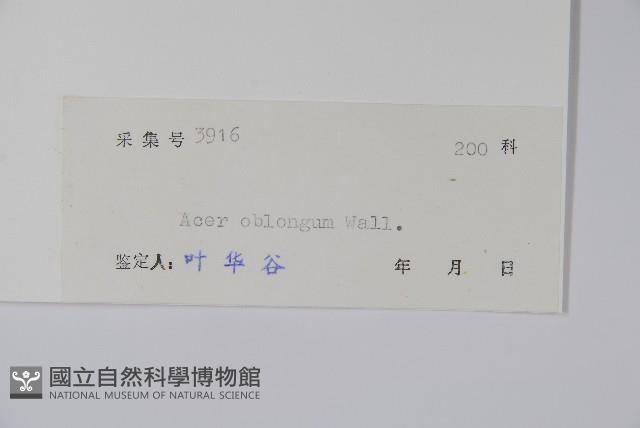 采集号 3916 200 科
Acer oblongum Wall.
鉴定人: 叶华谷 年 月 日
國立自然科學博物館
NATIONAL MUSEUM OF NATURAL SCIENCE